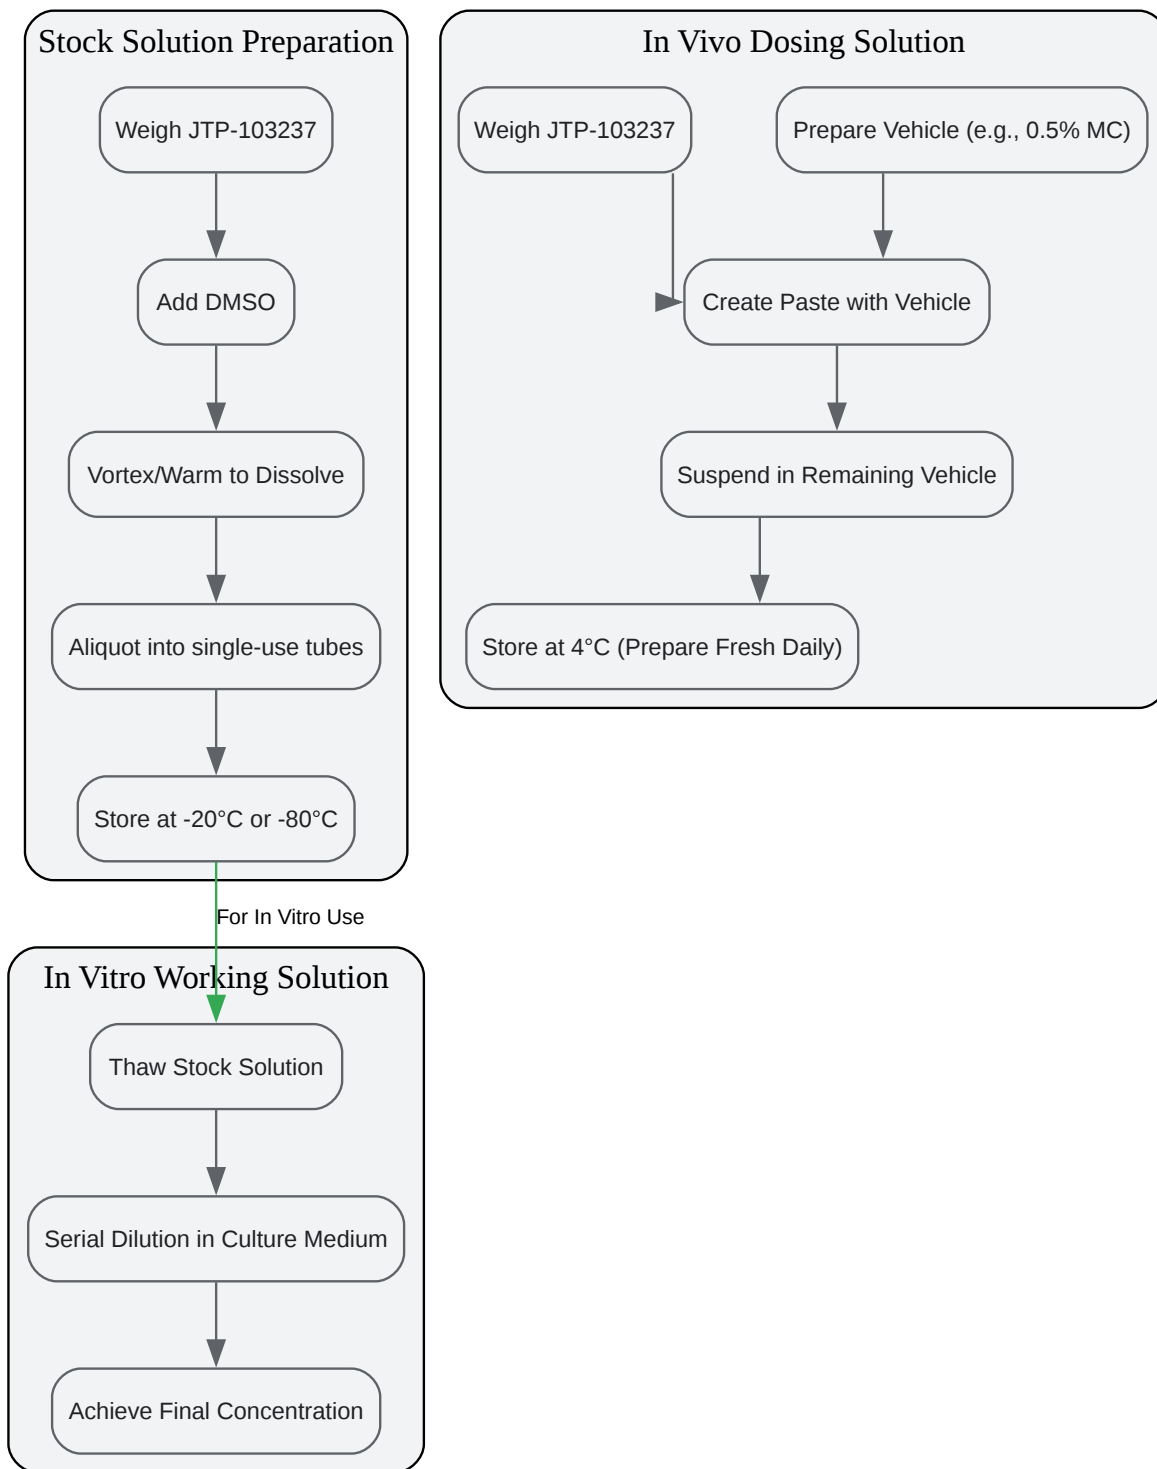 Stock Solution Preparation
Weigh JTP-103237
Add DMSO
Vortex/Warm to Dissolve
Aliquot into single-use tubes
Store at -20°C or -80°C
For In Vitro Use
In Vitro Working Solution
Thaw Stock Solution
Serial Dilution in Culture Medium
Achieve Final Concentration
In Vivo Dosing Solution
Weigh JTP-103237
Prepare Vehicle (e.g., 0.5% MC)
Create Paste with Vehicle
Suspend in Remaining Vehicle
Store at 4°C (Prepare Fresh Daily)